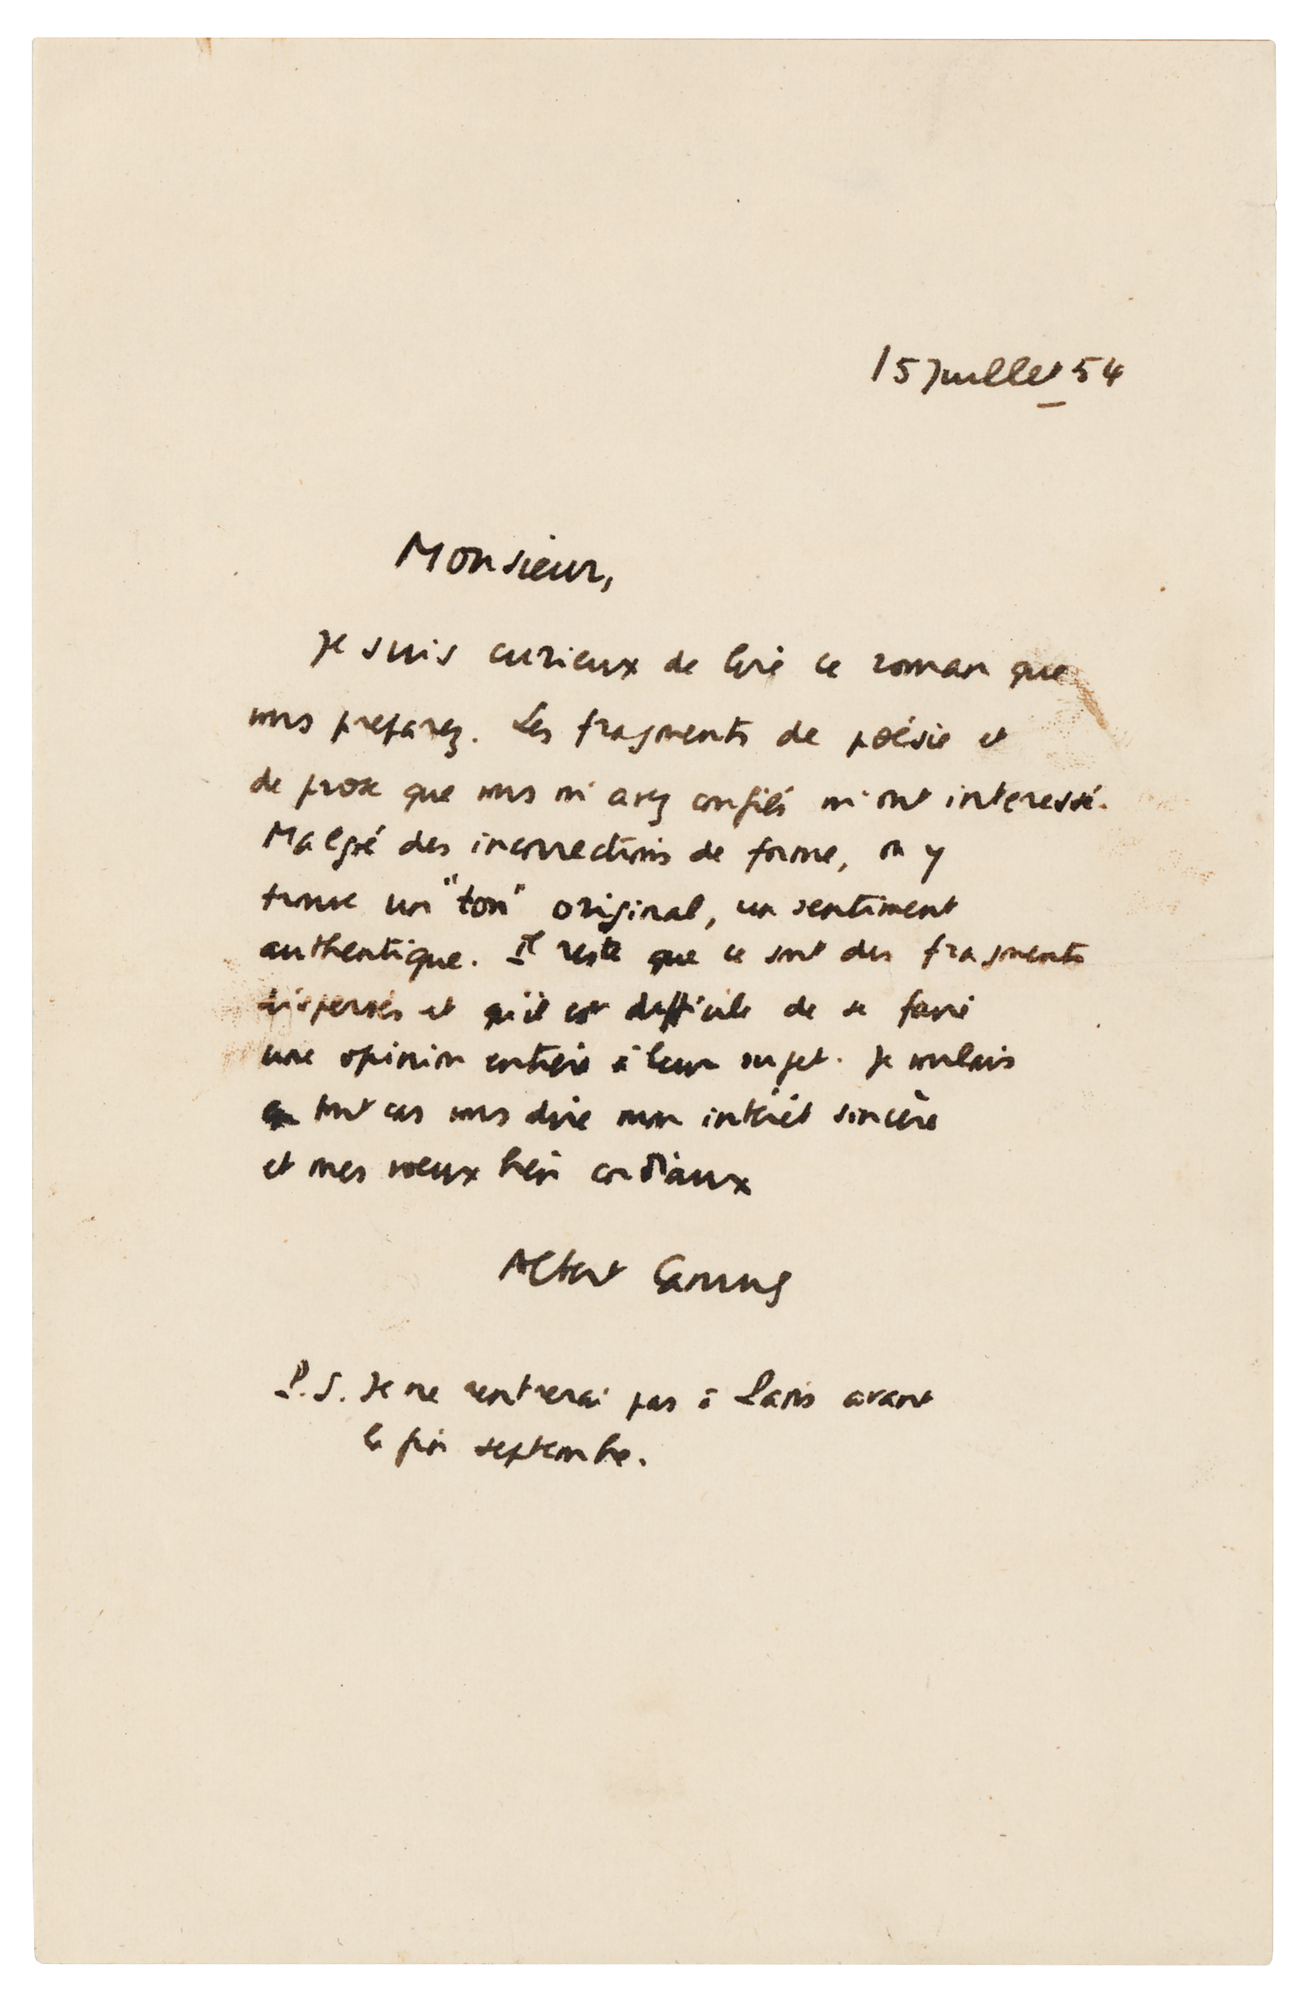 15 Juillet 54
Monsieur,
Je suis curieux de lire ce roman que
vous préparez. Les fragments de poésie et
de prose que vous m'avez confiés m'ont interessé.
Malgré des incorrections de forme, on y
trouve un "ton" original, un sentiment
authentique. Il reste que ce sont des fragments
dispersés et qu'il est difficile de se faire
une opinion entière à leur sujet. Je voulais
en tout cas vous dire mon intérêt sincère
et mes voeux bien cordiaux
Albert Camus
P.S. Je ne rentrerai pas à Paris avant
la fin septembre.